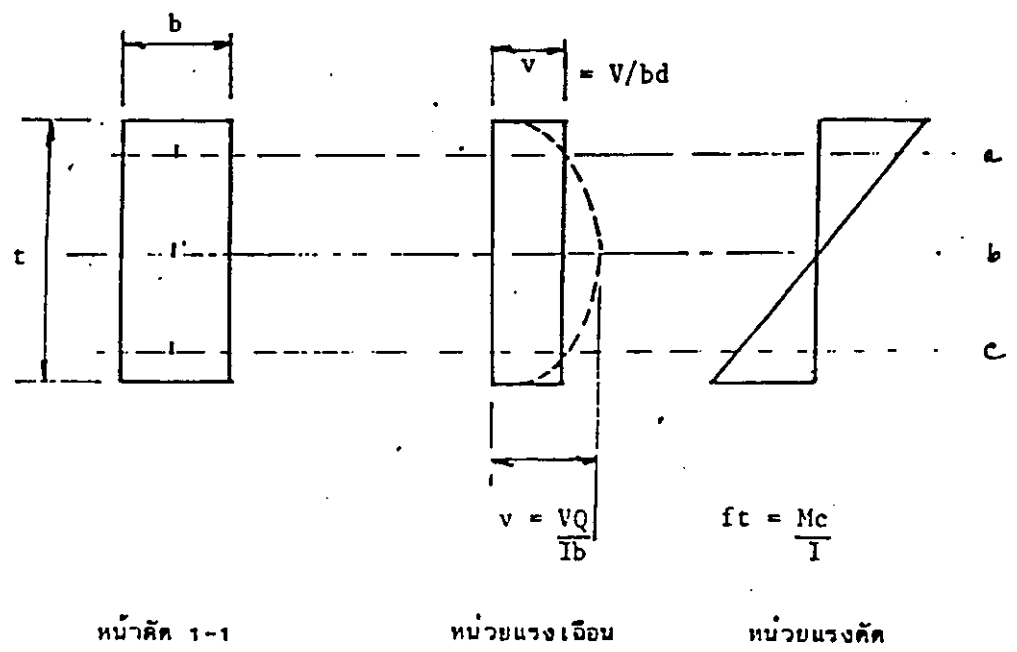 b
v = V/bd
a
t
b
c
v = VQ/Ib
ft = Mc/I
หน้าตัด 1-1
หน่วยแรงเฉือน
หน่วยแรงดัด